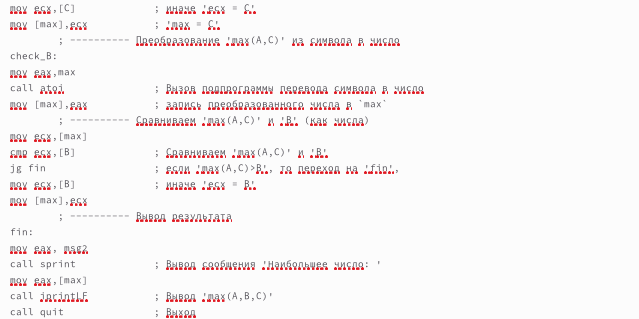 mov ecx,[C] ; иначе 'ecx = C'
mov [max],ecx ; 'max = C'
; ---------- Преобразование 'max(A,C)' из символа в число
check_B:
mov eax,max
call atoi ; Вызов подпрограммы перевода символа в число
mov [max],eax ; запись преобразованного числа в `max`
; ---------- Сравниваем 'max(A,C)' и 'B' (как числа)
mov ecx,[max]
cmp ecx,[B] ; Сравниваем 'max(A,C)' и 'B'
jg fin ; если 'max(A,C)>B', то переход на 'fin',
mov ecx,[B] ; иначе 'ecx = B'
mov [max],ecx
; ---------- Вывод результата
fin:
mov eax, msg2
call sprint ; Вывод сообщения 'Наибольшее число: '
mov eax,[max]
call iprintLF ; Вывод 'max(A,B,C)'
call quit ; Выход